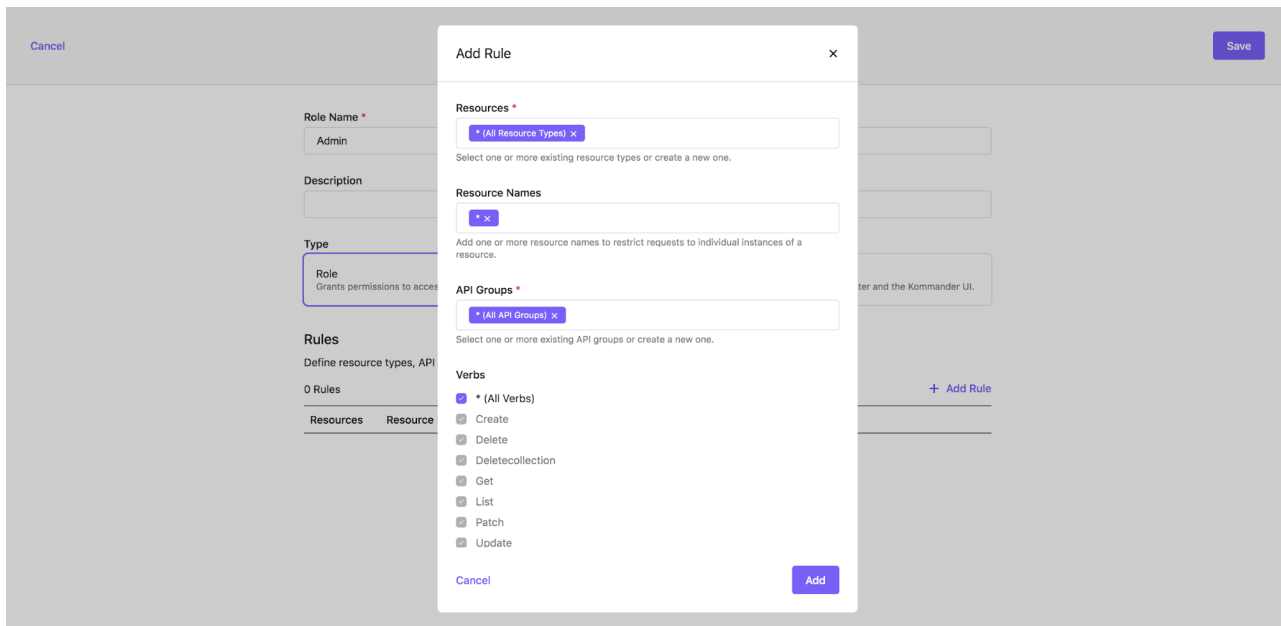 Cancel
Save
Role Name *
Admin
Description
Type
Role
Grants permissions to acces
ter and the Kommander UI.
Rules
Define resource types, API
0 Rules
+ Add Rule
Resources Resource
Add Rule ×
Resources *
* (All Resource Types) ×
Select one or more existing resource types or create a new one.
Resource Names
* ×
Add one or more resource names to restrict requests to individual instances of a
resource.
API Groups *
* (All API Groups) ×
Select one or more existing API groups or create a new one.
Verbs
* (All Verbs)
Create
Delete
Deletecollection
Get
List
Patch
Update
Cancel
Add